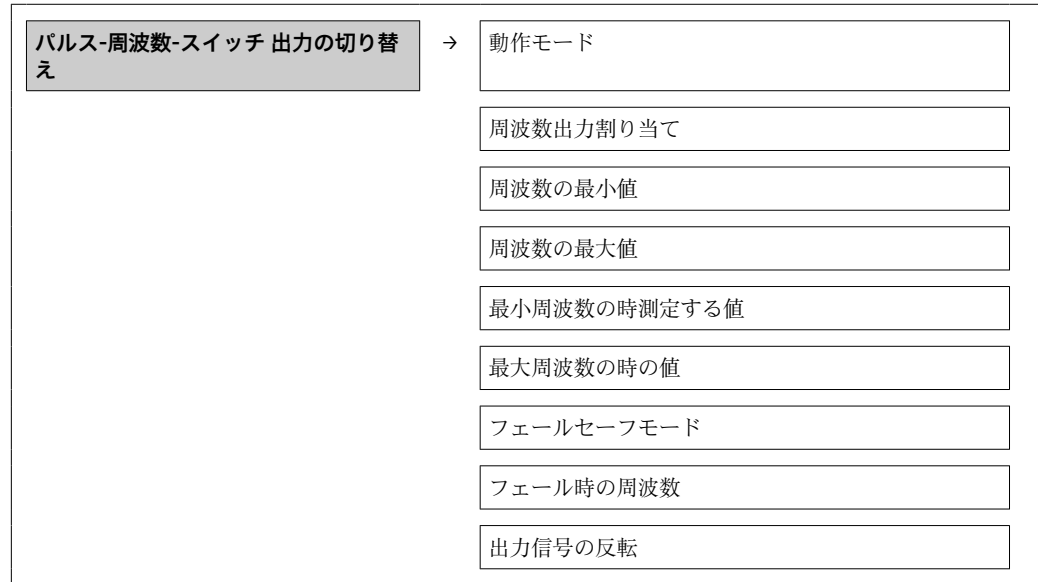 パルス-周波数-スイッチ 出力の切り替
え
→
動作モード
周波数出力割り当て
周波数の最小値
周波数の最大値
最小周波数の時測定する値
最大周波数の時の値
フェールセーフモード
フェール時の周波数
出力信号の反転